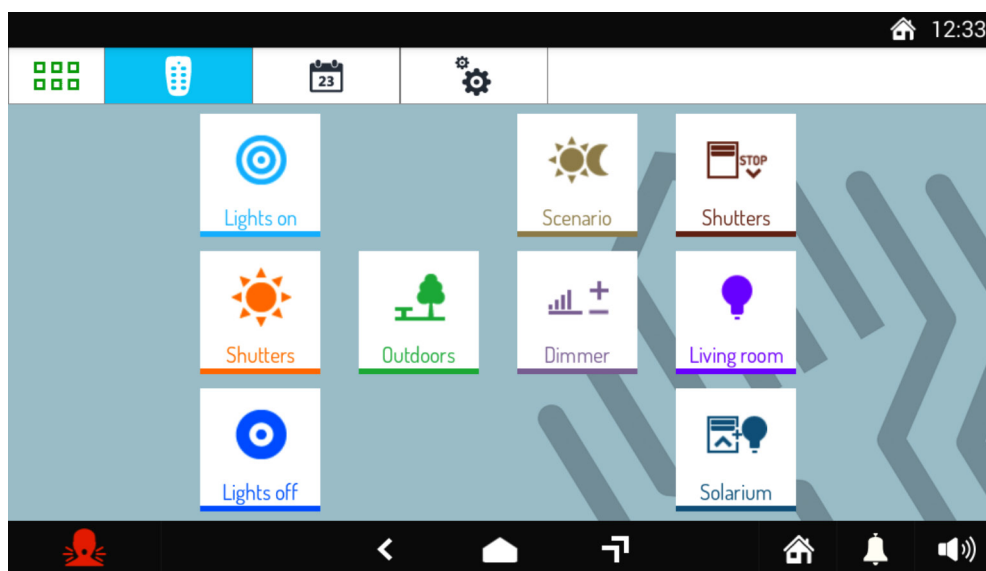 12:33
23
Lights on
Scenario
STOP
Shutters
Shutters
Outdoors
Dimmer
Living room
Lights off
Solarium